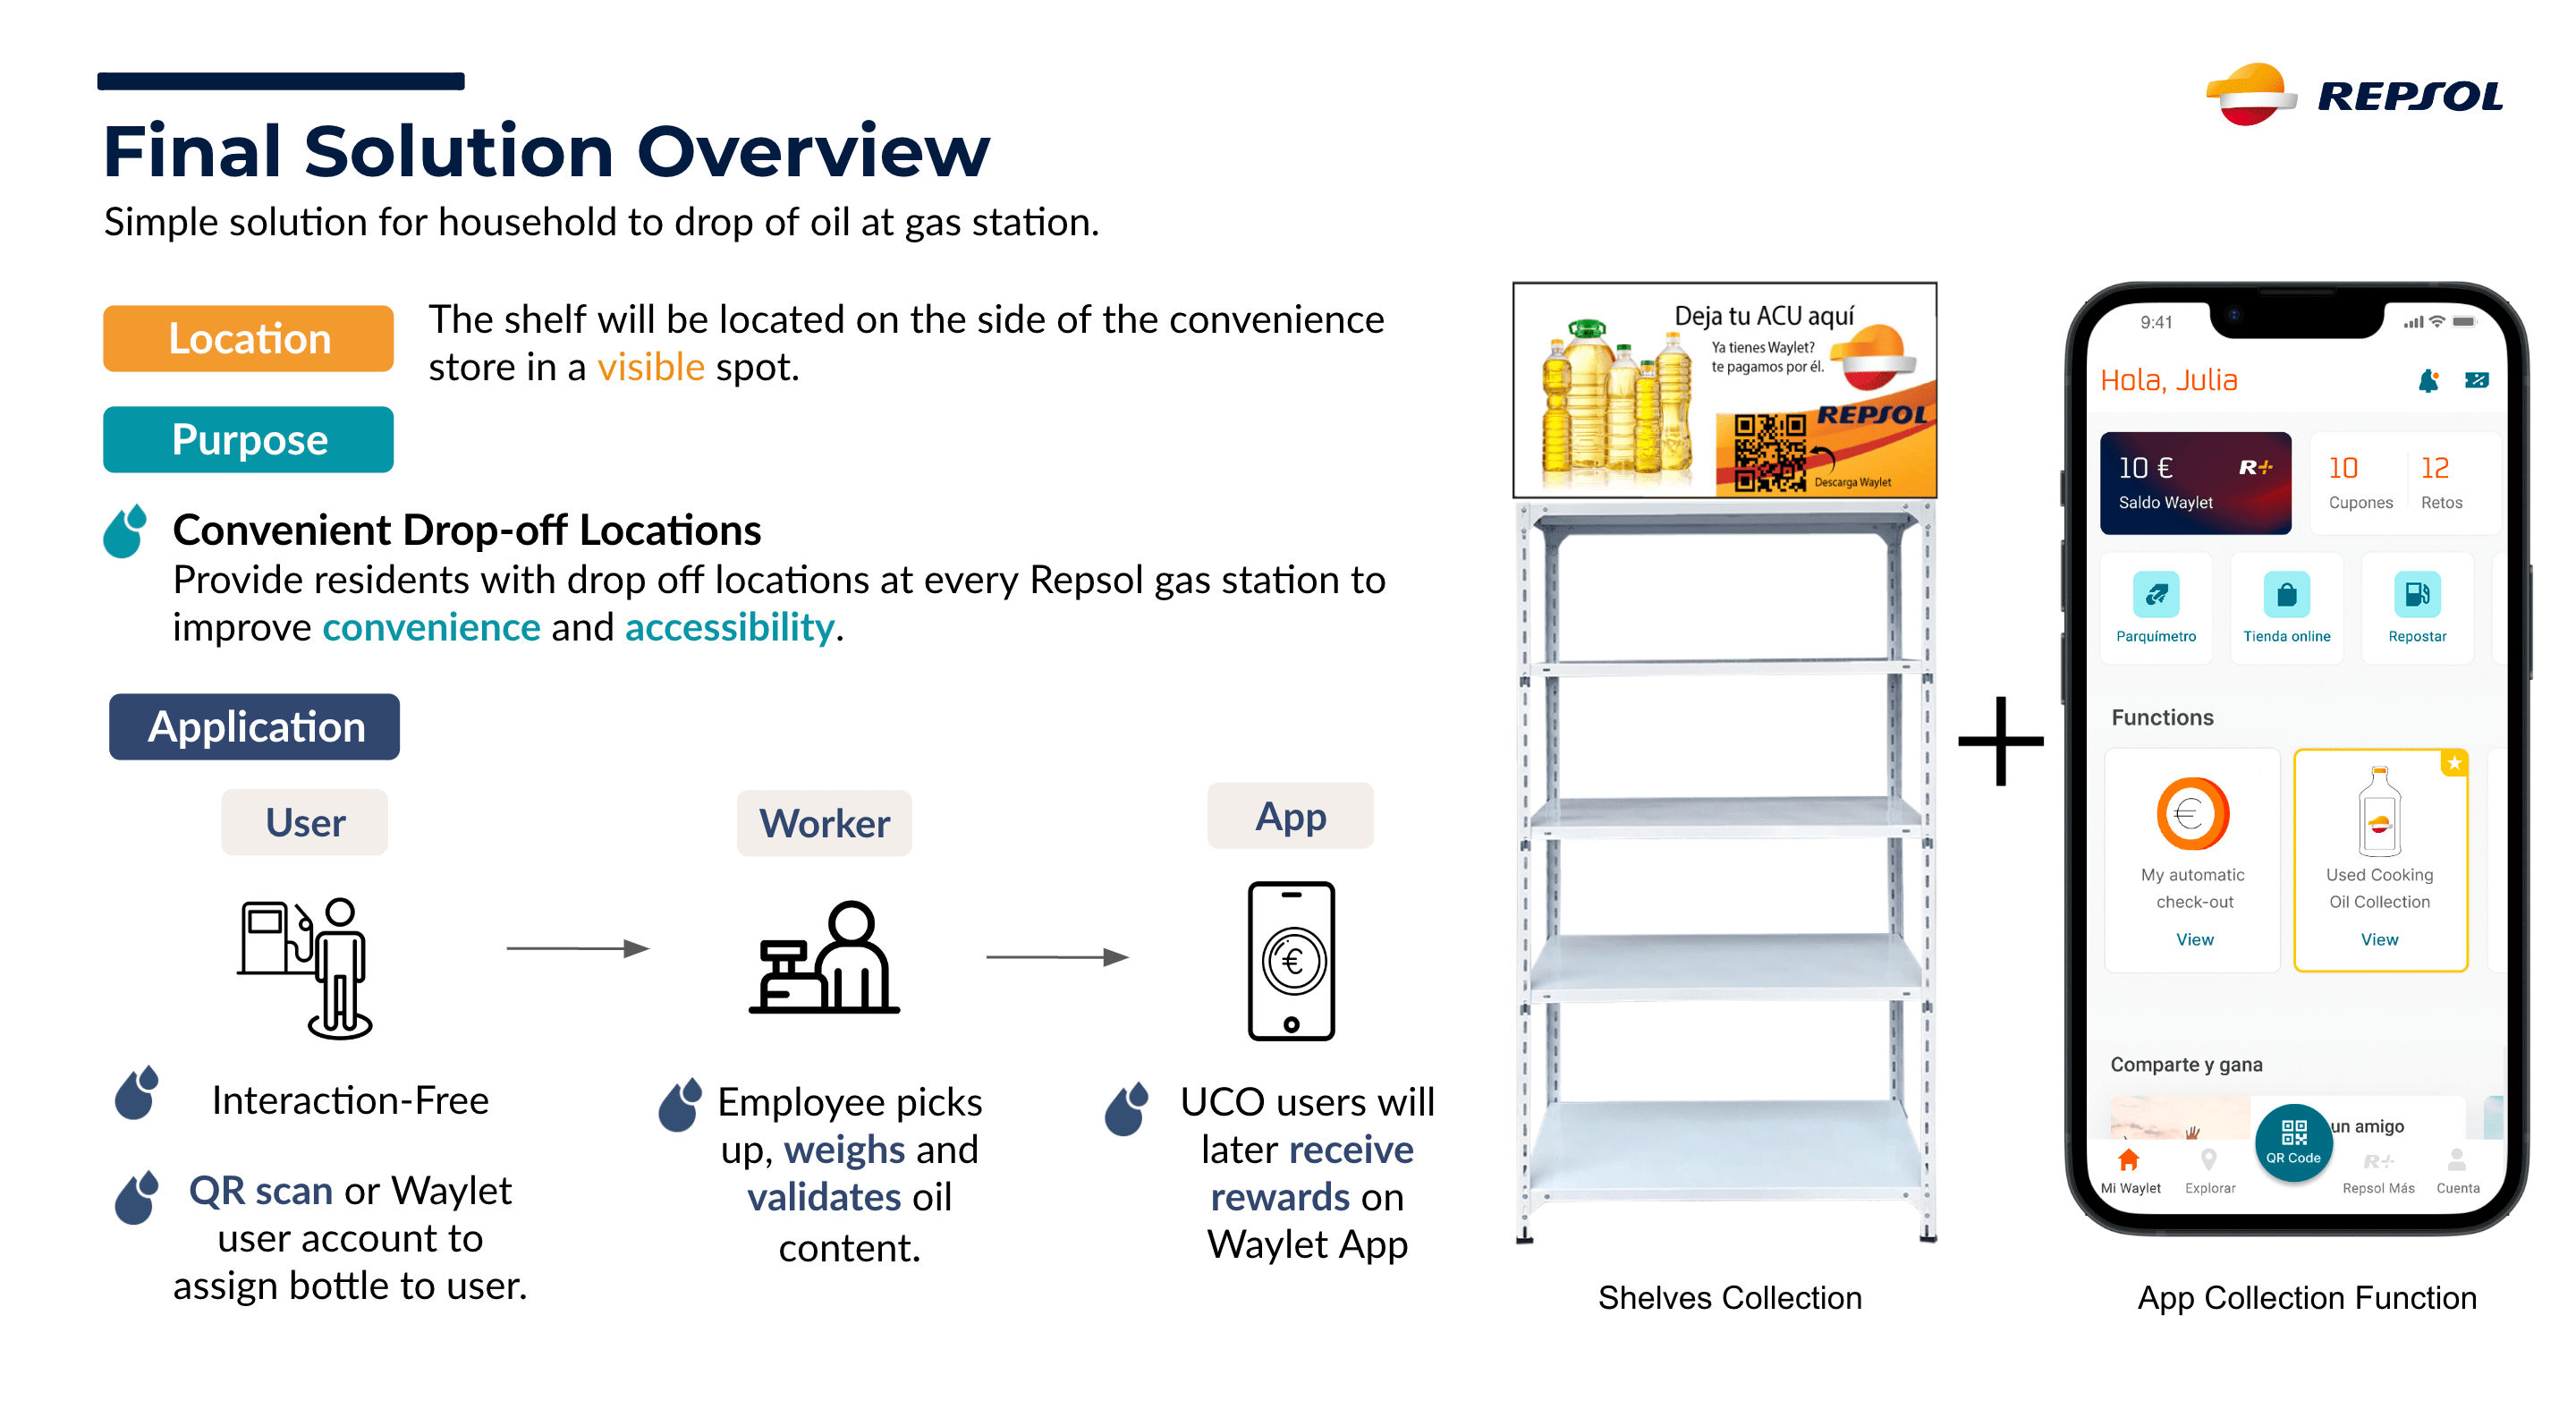 REPSOL
Final Solution Overview
Simple solution for household to drop of oil at gas station.
Location
The shelf will be located on the side of the convenience
store in a visible spot.
Purpose
Convenient Drop-off Locations
Provide residents with drop off locations at every Repsol gas station to
improve convenience and accessibility.
Application
User
Interaction-Free
QR scan or Waylet
user account to
assign bottle to user.
Worker
Employee picks
up, weighs and
validates oil
content.
App
€
UCO users will
later receive
rewards on
Waylet App
Deja tu ACU aquí
Ya tienes Waylet?
te pagamos por él.
REPSOL
Descarga Waylet
Shelves Collection
+
9:41
Hola, Julia
10 €
R+
Saldo Waylet
10
Cupones
12
Retos
Parquímetro
Tienda online
Repostar
Functions
€
My automatic
check-out
View
Used Cooking
Oil Collection
View
Comparte y gana
un amigo
QR Code
Mi Waylet
Explorar
R+
Repsol Más
Cuenta
App Collection Function